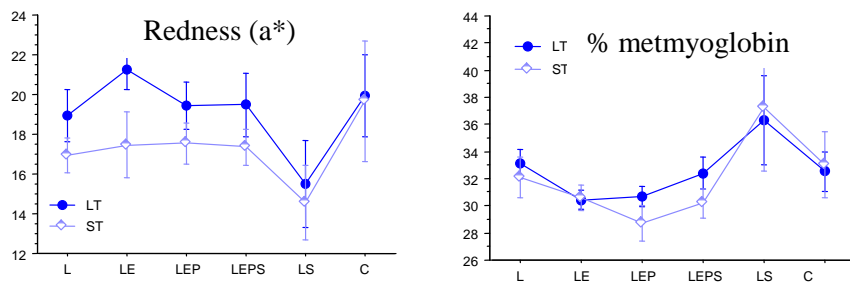 Redness (a*)
24
22
20
18
16
14
12
LT
ST
L LE LEP LEPS LS C
% metmyoglobin
44
42
40
38
36
34
32
30
28
26
LT
ST
L LE LEP LEPS LS C